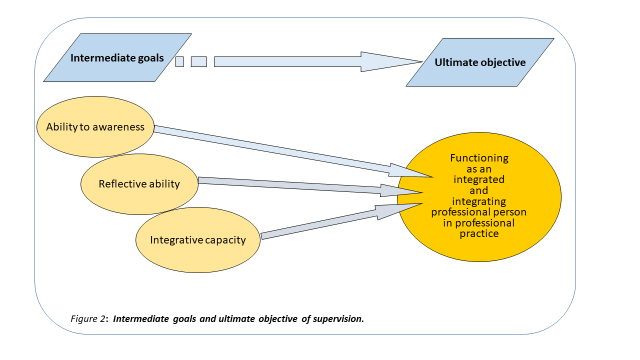 Intermediate goals
Ultimate objective
Ability to awareness
Reflective ability
Integrative capacity
Functioning
as an
integrated
and
integrating
professional person
in professional
practice
Figure 2: Intermediate goals and ultimate objective of supervision.